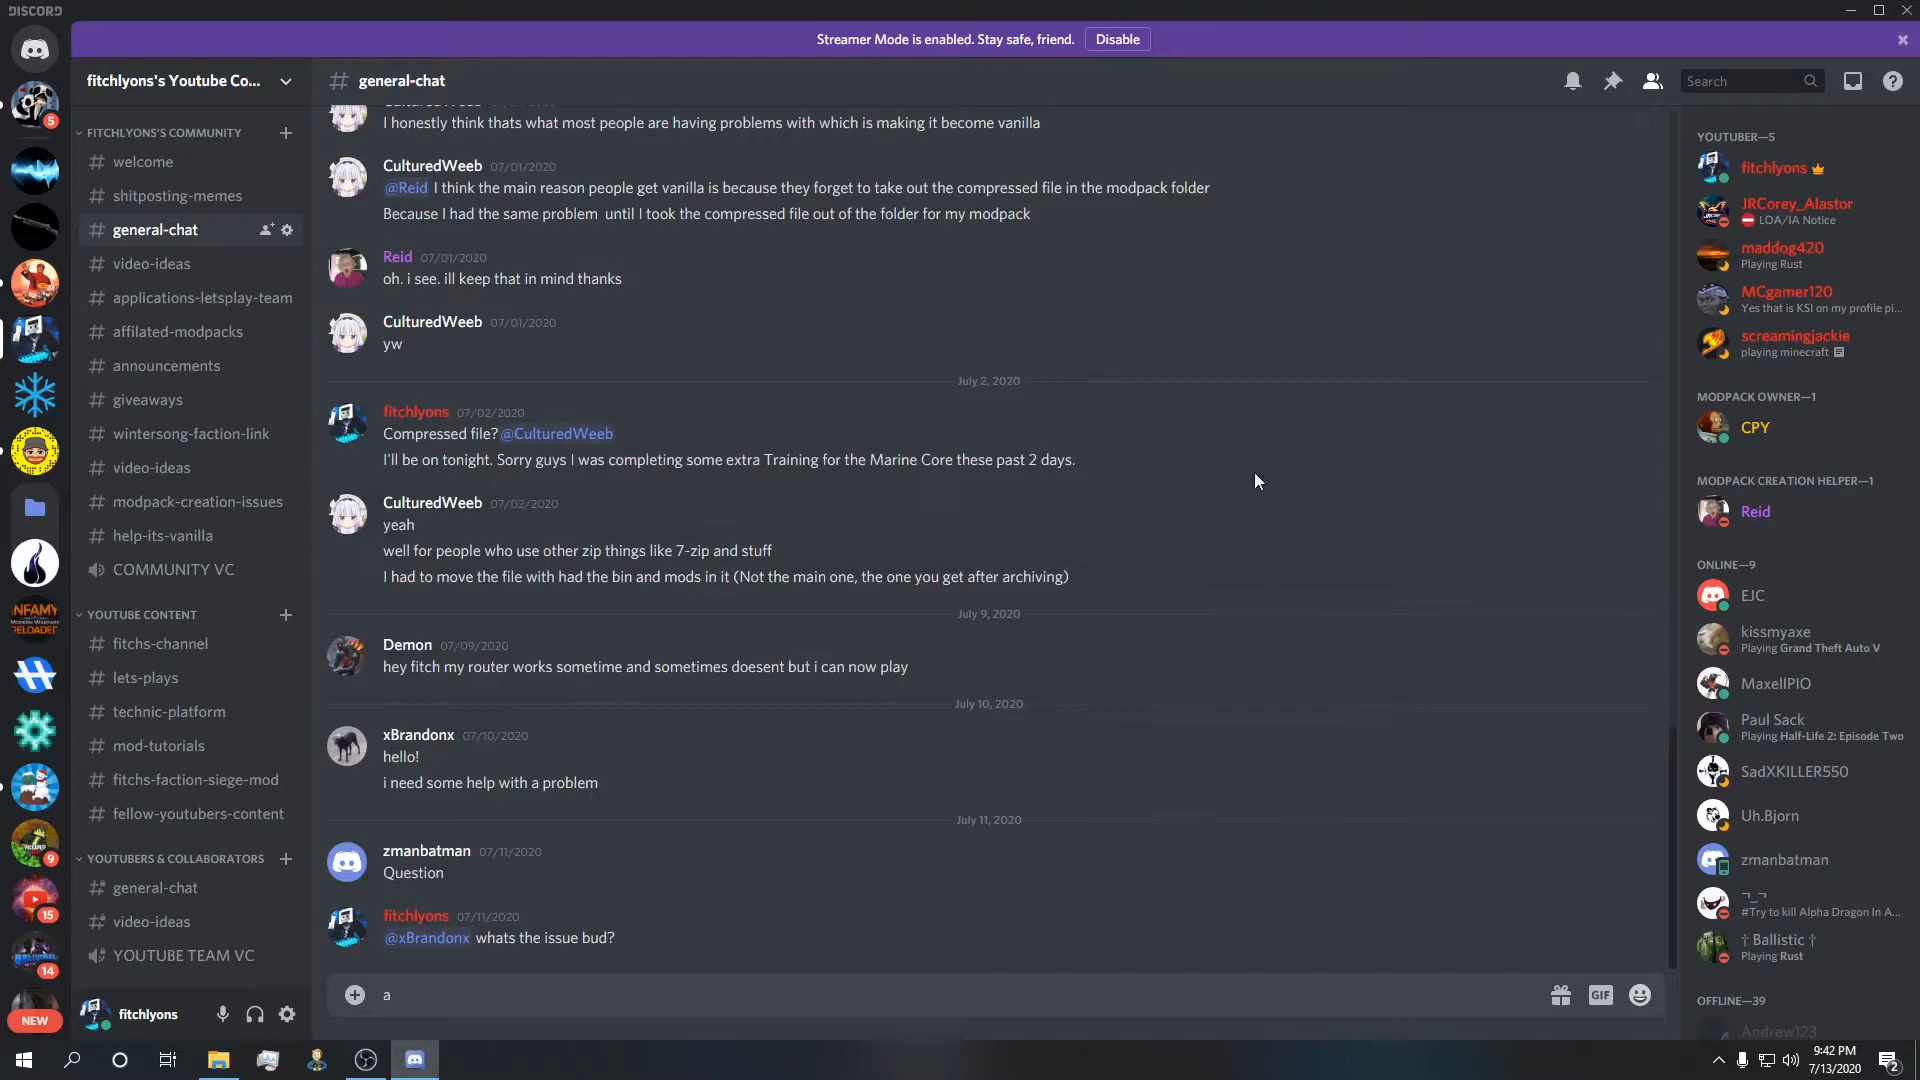 DISCORD
Streamer Mode is enabled. Stay safe, friend. Disable
fitchlyons's Youtube Co...
FITCHLYONS'S COMMUNITY
welcome
shitposting-memes
general-chat
video-ideas
applications-letsplay-team
affilated-modpacks
announcements
giveaways
wintersong-faction-link
video-ideas
modpack-creation-issues
help-its-vanilla
COMMUNITY VC
YOUTUBE CONTENT
fitchs-channel
lets-plays
technic-platform
mod-tutorials
fitchs-faction-siege-mod
fellow-youtubers-content
YOUTUBERS & COLLABORATORS
general-chat
video-ideas
YOUTUBE TEAM VC
fitchlyons
5
INFAMY
MODERN WARFARE
RELOADED
9
15
14
NEW
general-chat
Search
I honestly think thats what most people are having problems with which is making it become vanilla
CulturedWeeb 07/01/2020
@Reid I think the main reason people get vanilla is because they forget to take out the compressed file in the modpack folder
Because I had the same problem until I took the compressed file out of the folder for my modpack
Reid 07/01/2020
oh. i see. ill keep that in mind thanks
CulturedWeeb 07/01/2020
yw
July 2, 2020
fitchlyons 07/02/2020
Compressed file? @CulturedWeeb
I'll be on tonight. Sorry guys I was completing some extra Training for the Marine Core these past 2 days.
CulturedWeeb 07/02/2020
yeah
well for people who use other zip things like 7-zip and stuff
I had to move the file with had the bin and mods in it (Not the main one, the one you get after archiving)
July 9, 2020
Demon 07/09/2020
hey fitch my router works sometime and sometimes doesent but i can now play
July 10, 2020
xBrandonx 07/10/2020
hello!
i need some help with a problem
July 11, 2020
zmanbatman 07/11/2020
Question
fitchlyons 07/11/2020
@xBrandonx whats the issue bud?
a
GIF
YOUTUBER—5
fitchlyons
JRCorey_Alastor
LOA/IA Notice
maddog420
Playing Rust
MCgamer120
Yes that is KSI on my profile pi...
screamingjackie
playing minecraft
MODPACK OWNER—1
CPY
MODPACK CREATION HELPER—1
Reid
ONLINE—9
EJC
kissmyaxe
Playing Grand Theft Auto V
MaxellPIO
Paul Sack
Playing Half-Life 2: Episode Two
SadXKILLER550
Uh.Bjorn
zmanbatman
¬_¬
#Try to kill Alpha Dragon In A...
† Ballistic †
Playing Rust
OFFLINE—39
Andrew123
9:42 PM
7/13/2020
2